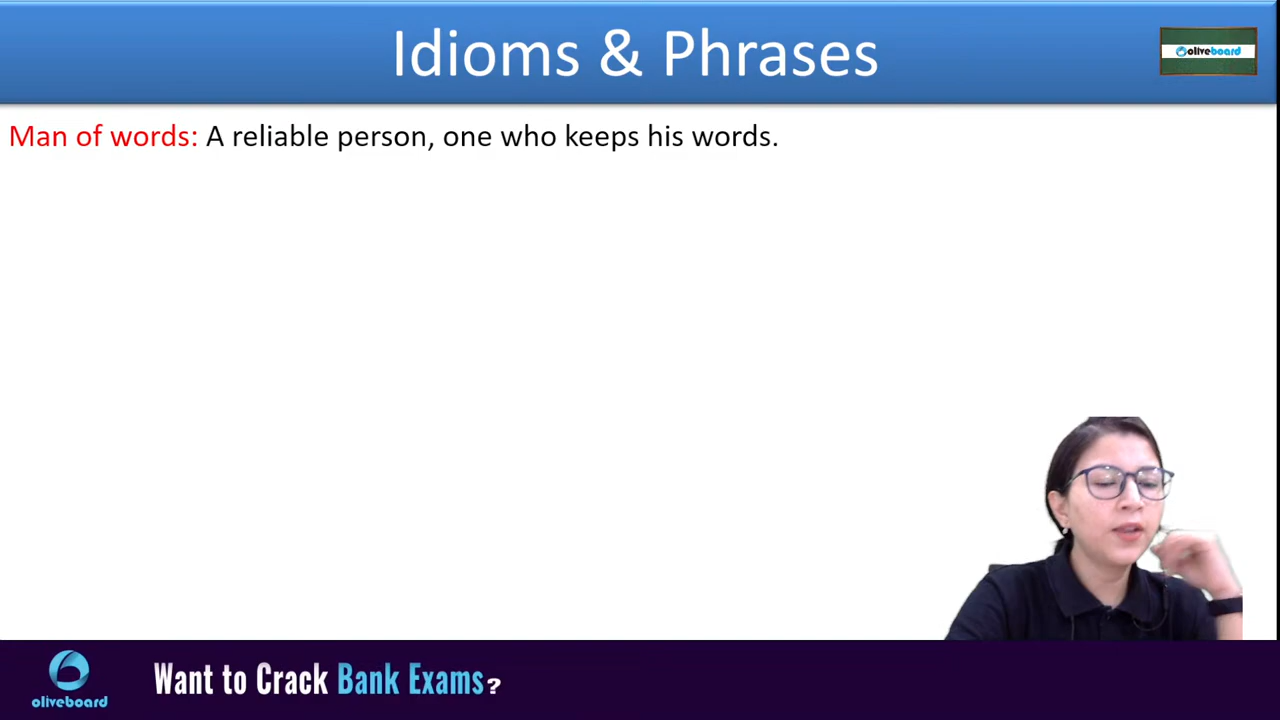 Idioms & Phrases
oliveboard
Man of words: A reliable person, one who keeps his words.
oliveboard
Want to Crack Bank Exams?